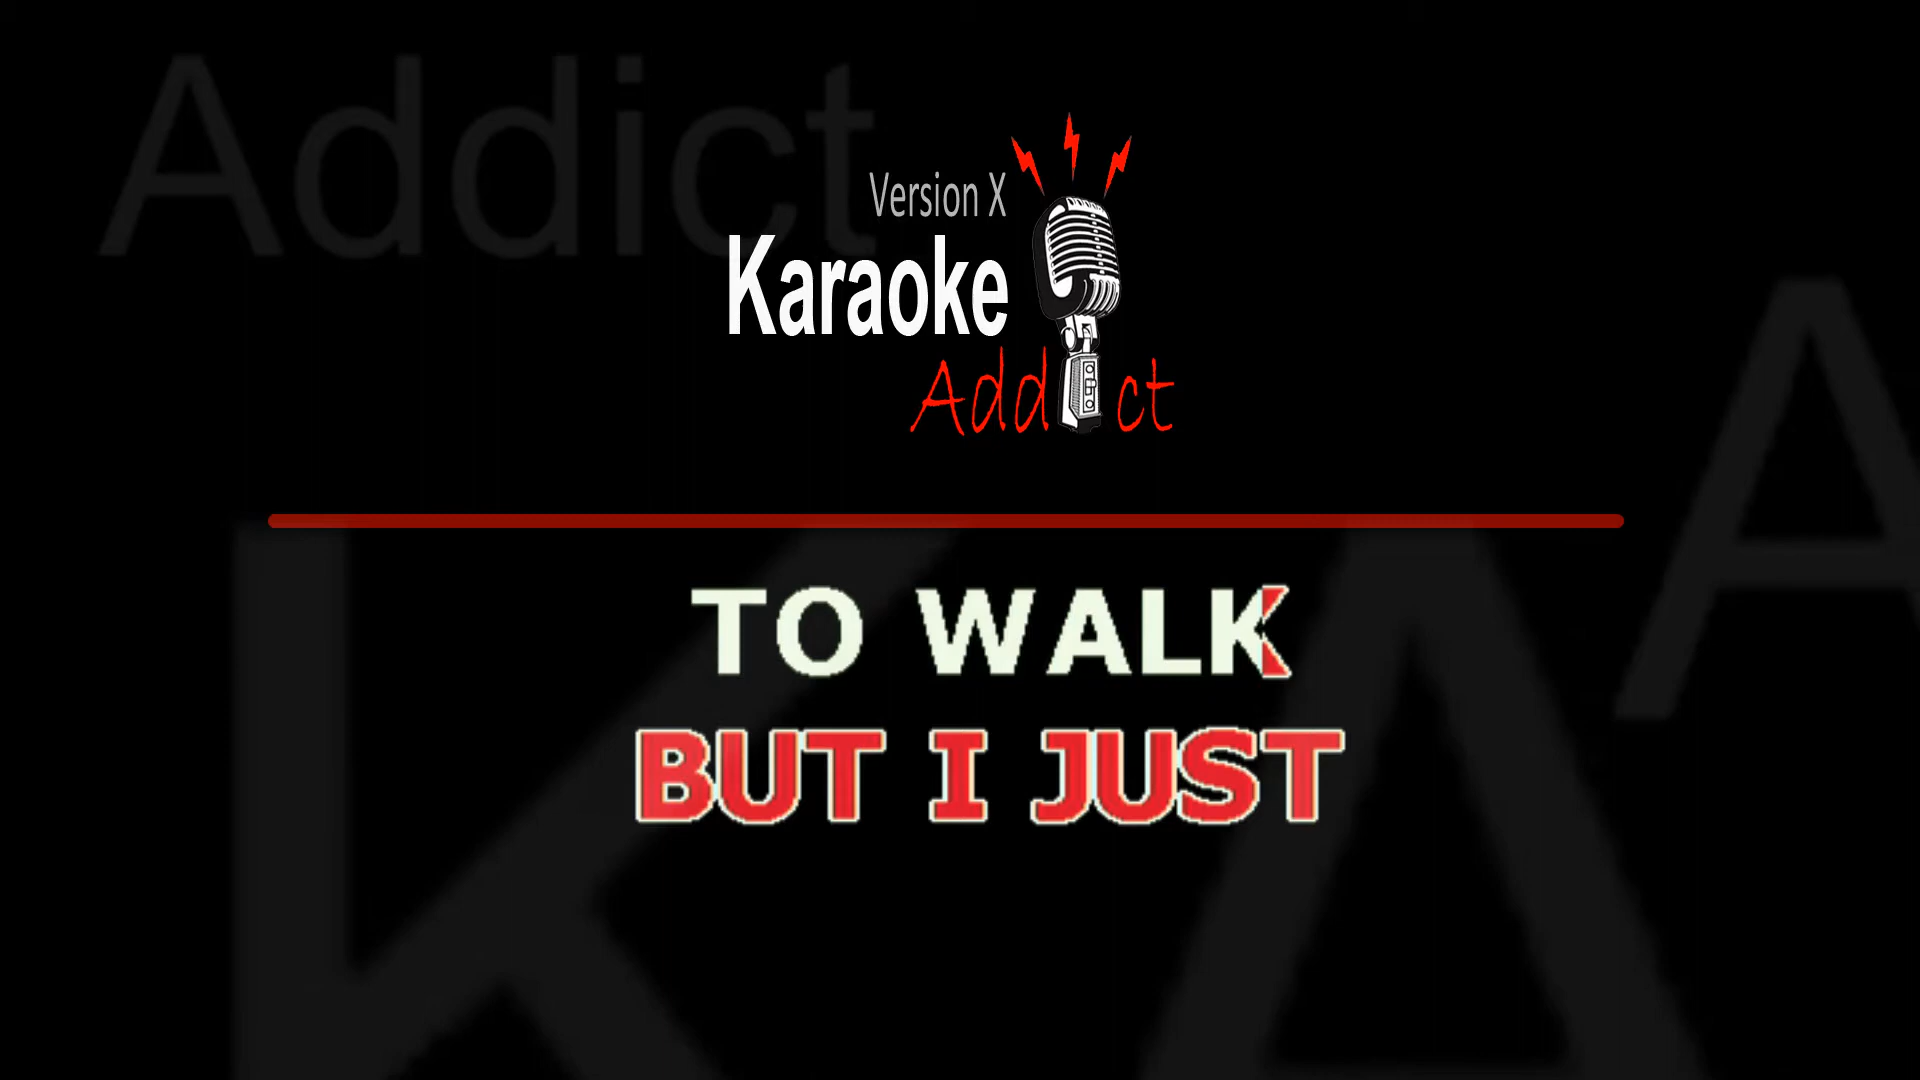 Addict
Version X
Karaoke
Addict
A
K A
TO WALK
BUT I JUST